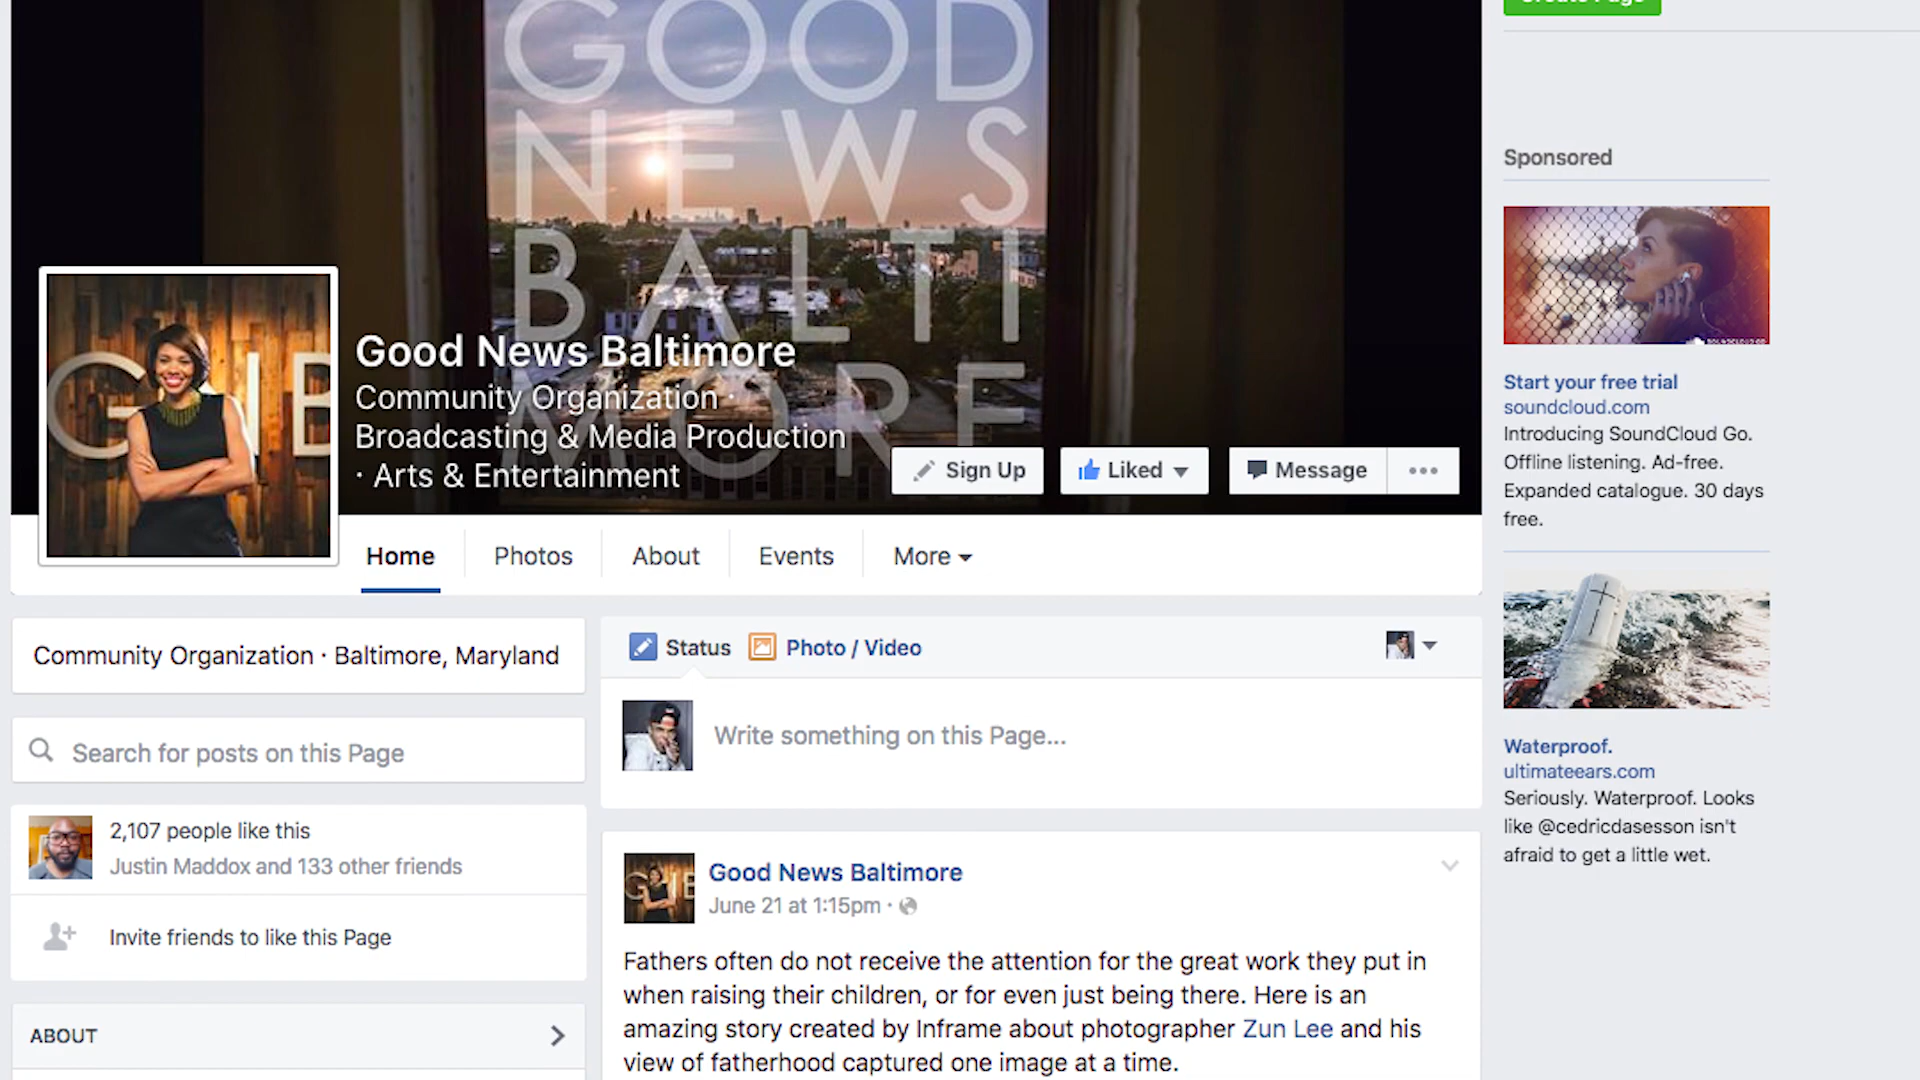 GOOD
NEWS
BALTI
MORE
Good News Baltimore
Community Organization ·
Broadcasting & Media Production
· Arts & Entertainment
Sign Up
Liked
Message
Home
Photos
About
Events
More
Community Organization · Baltimore, Maryland
Search for posts on this Page
2,107 people like this
Justin Maddox and 133 other friends
Invite friends to like this Page
ABOUT
Status
Photo / Video
Write something on this Page...
Good News Baltimore
June 21 at 1:15pm ·
Fathers often do not receive the attention for the great work they put in
when raising their children, or for even just being there. Here is an
amazing story created by Inframe about photographer Zun Lee and his
view of fatherhood captured one image at a time.
Create Page
Sponsored
SOUNDCLOUD GO
Start your free trial
soundcloud.com
Introducing SoundCloud Go.
Offline listening. Ad-free.
Expanded catalogue. 30 days
free.
Waterproof.
ultimateears.com
Seriously. Waterproof. Looks
like @cedricdasesson isn't
afraid to get a little wet.